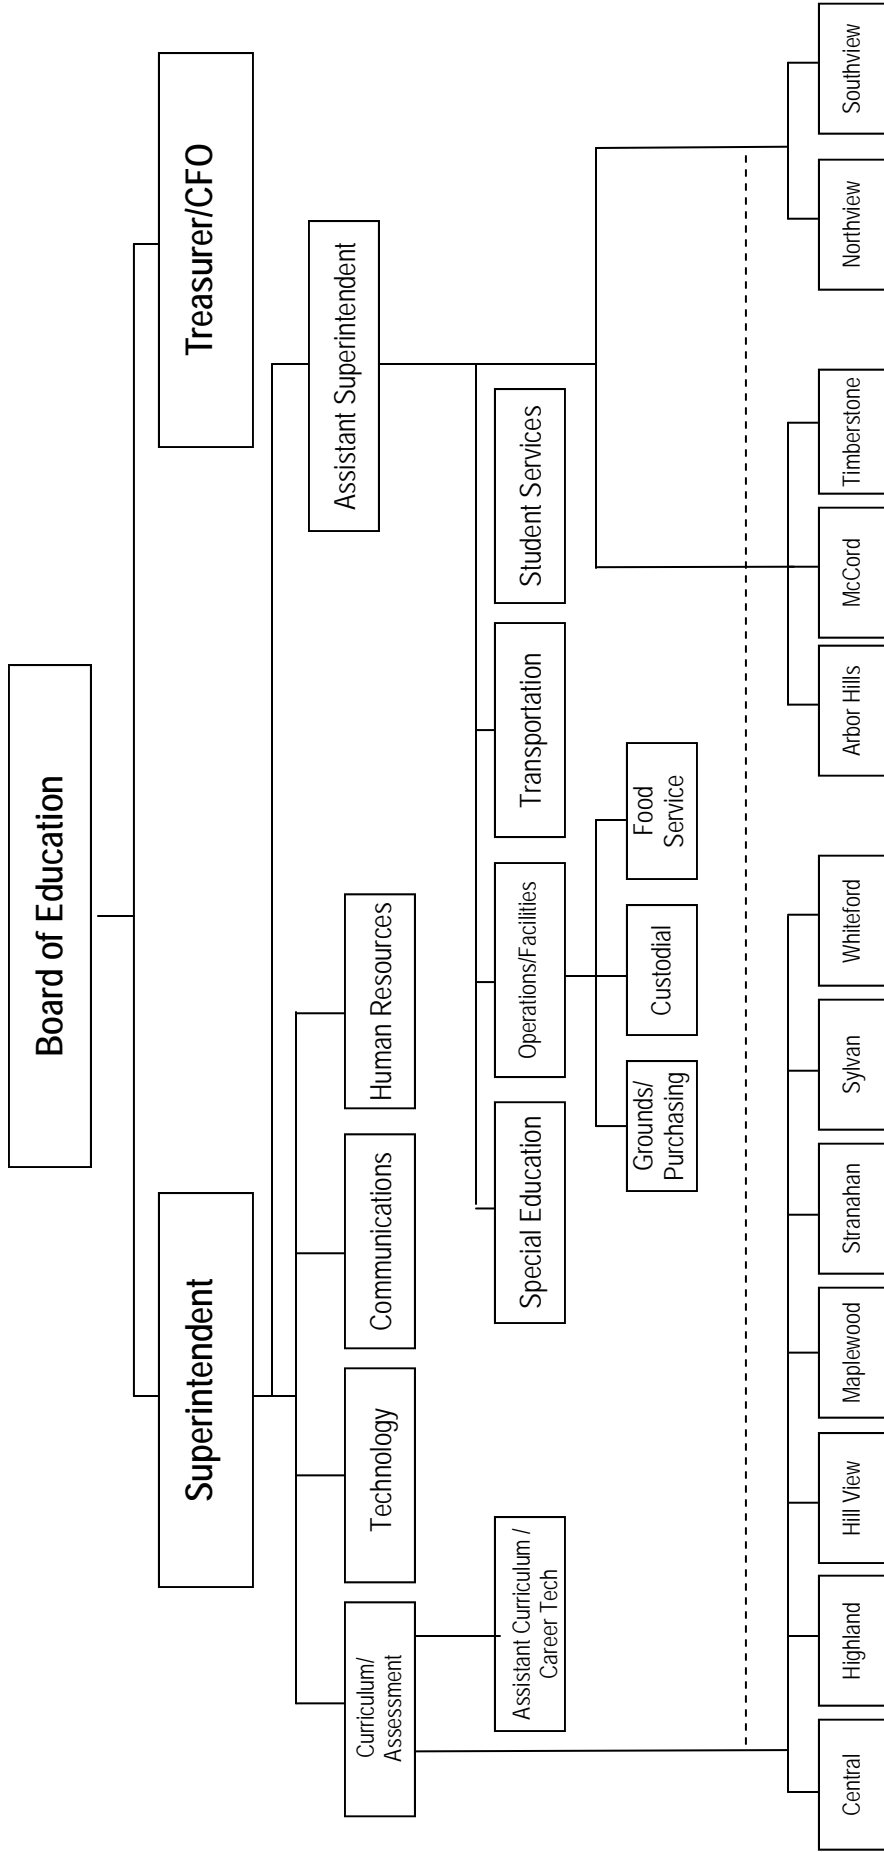 Board of Education
Superintendent
Treasurer/CFO
Assistant Superintendent
Curriculum/
Assessment
Technology
Communications
Human Resources
Assistant Curriculum /
Career Tech
Special Education
Operations/Facilities
Transportation
Student Services
Grounds/
Purchasing
Custodial
Food
Service
Central
Highland
Hill View
Maplewood
Stranahan
Sylvan
Whiteford
Arbor Hills
McCord
Timberstone
Northview
Southview